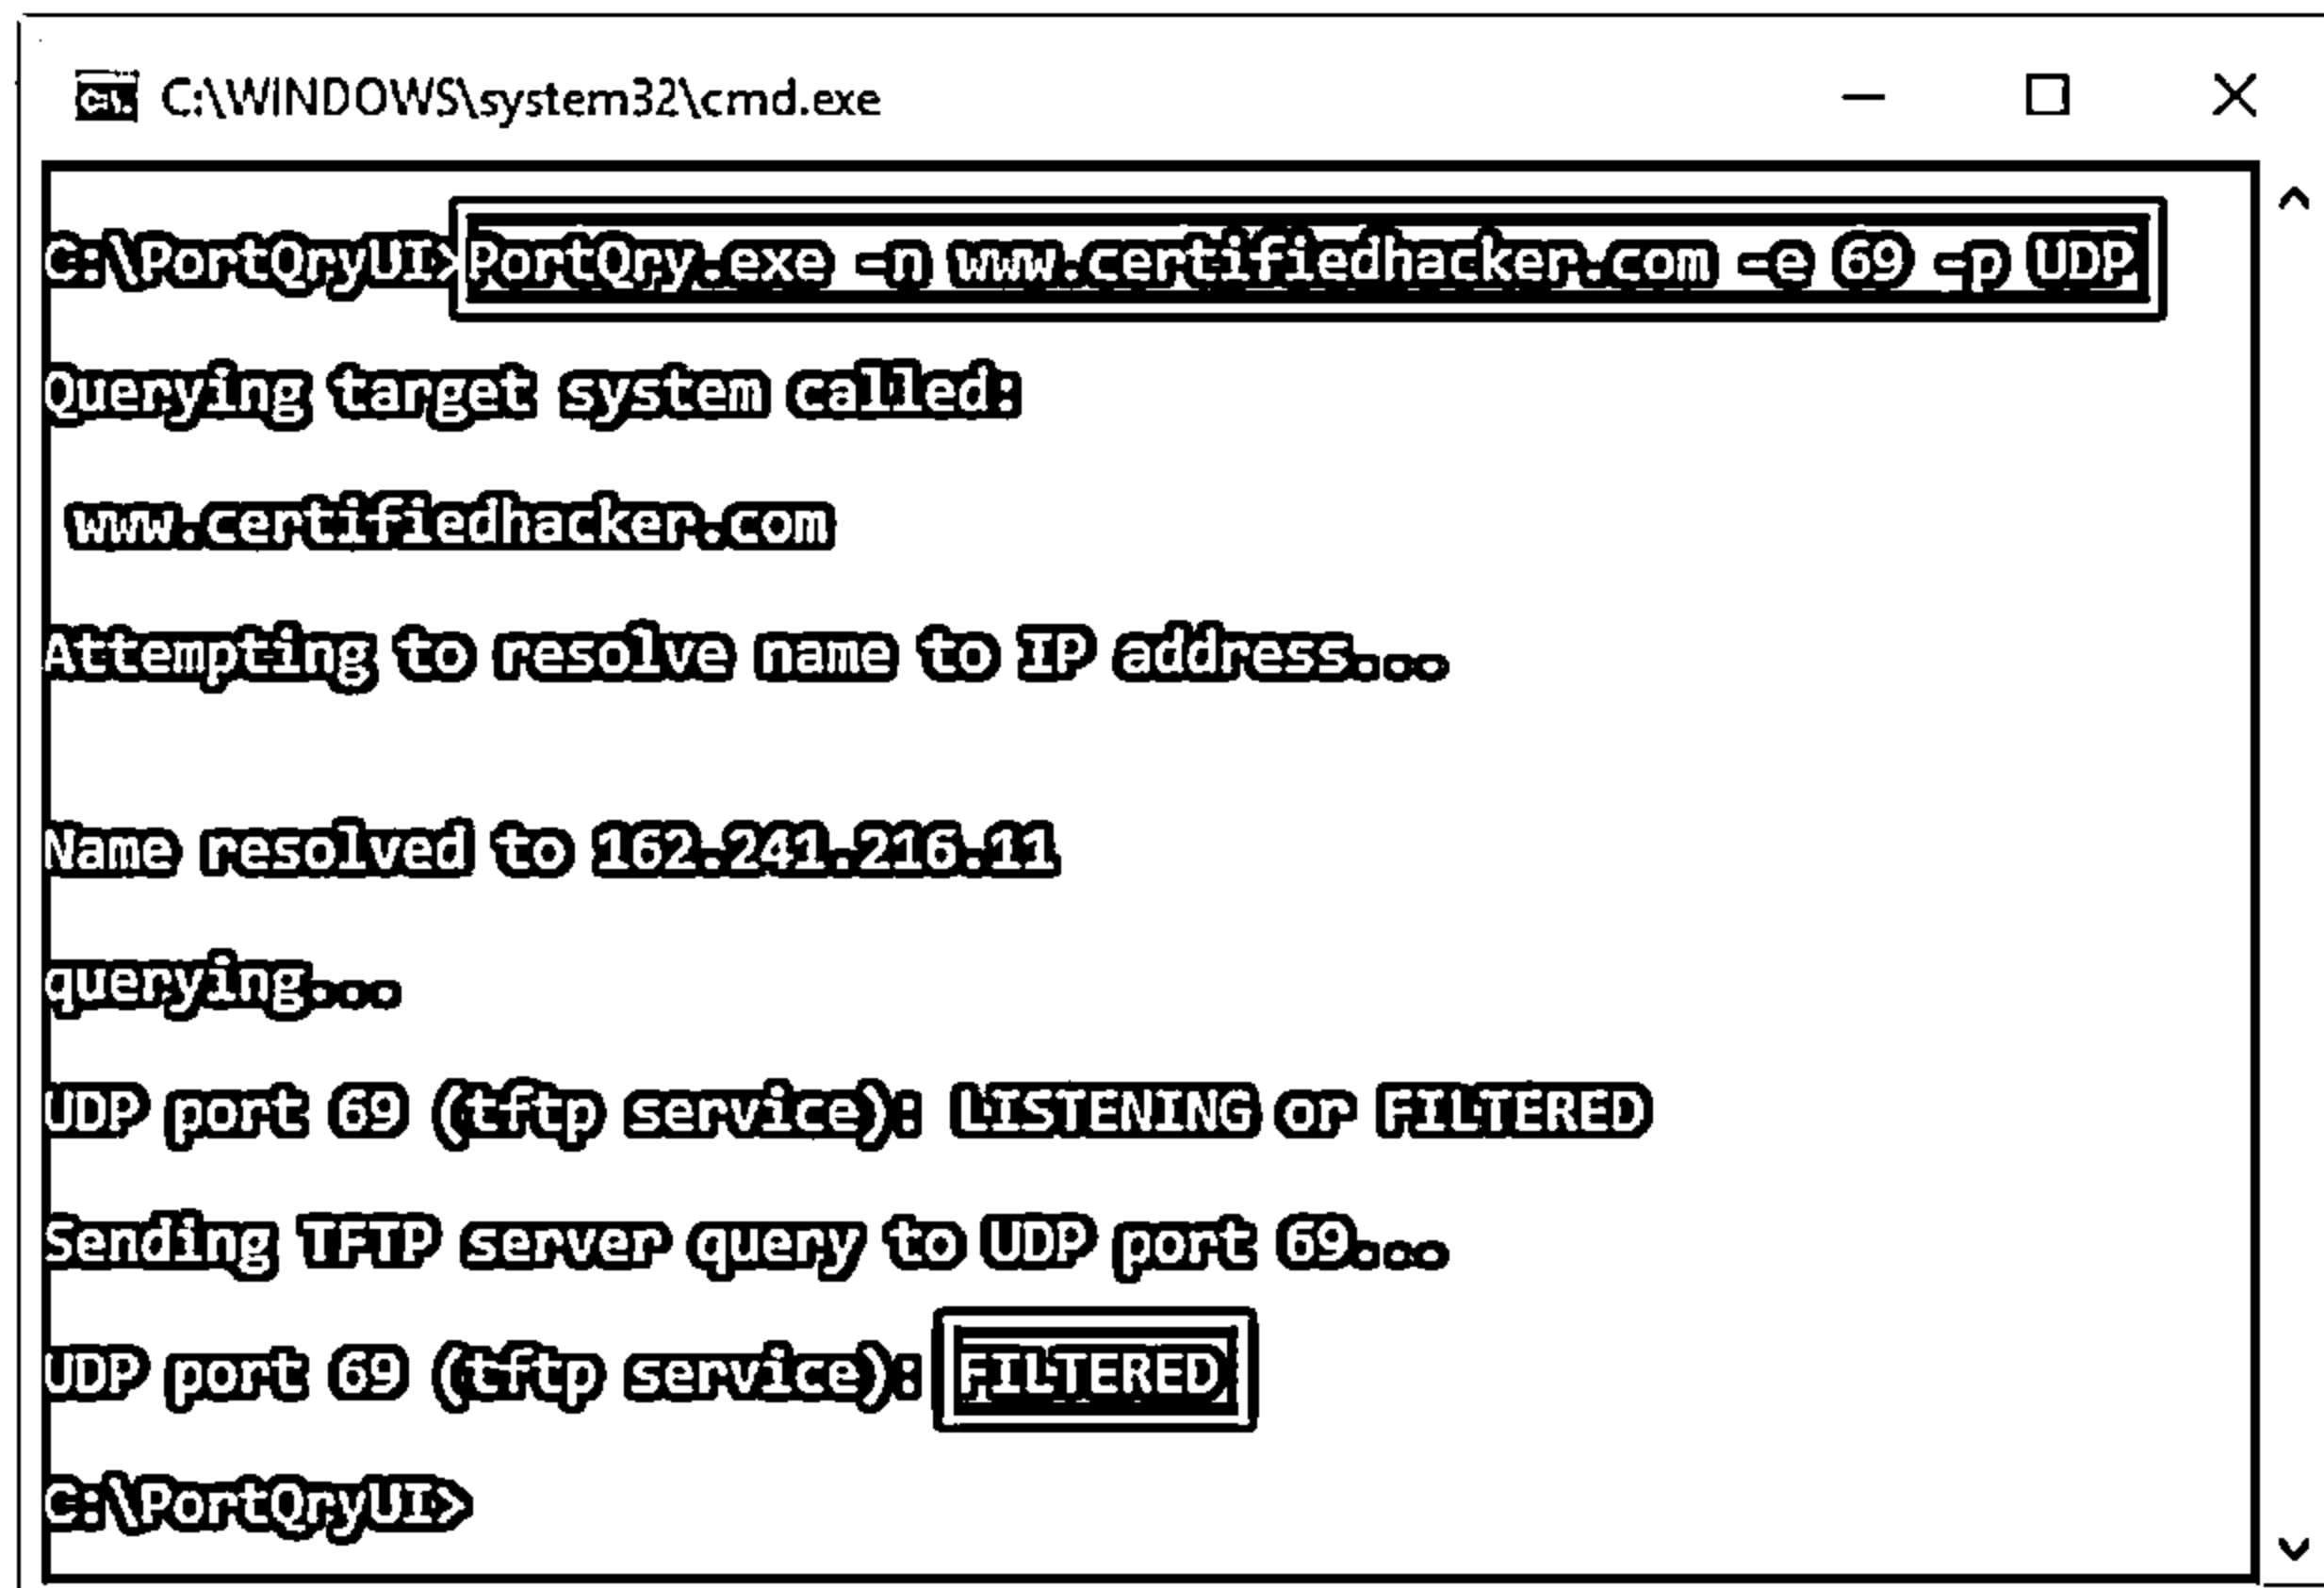 C:\WINDOWS\system32\cmd.exe
C:\PortQryUI>PortQry.exe -n www.certifiedhacker.com -e 69 -p UDP
Querying target system called:
www.certifiedhacker.com
Attempting to resolve name to IP address...
Name resolved to 162.241.216.11
querying...
UDP port 69 (tftp service): LISTENING or FILTERED
Sending TFTP server query to UDP port 69...
UDP port 69 (tftp service): FILTERED
C:\PortQryUI>